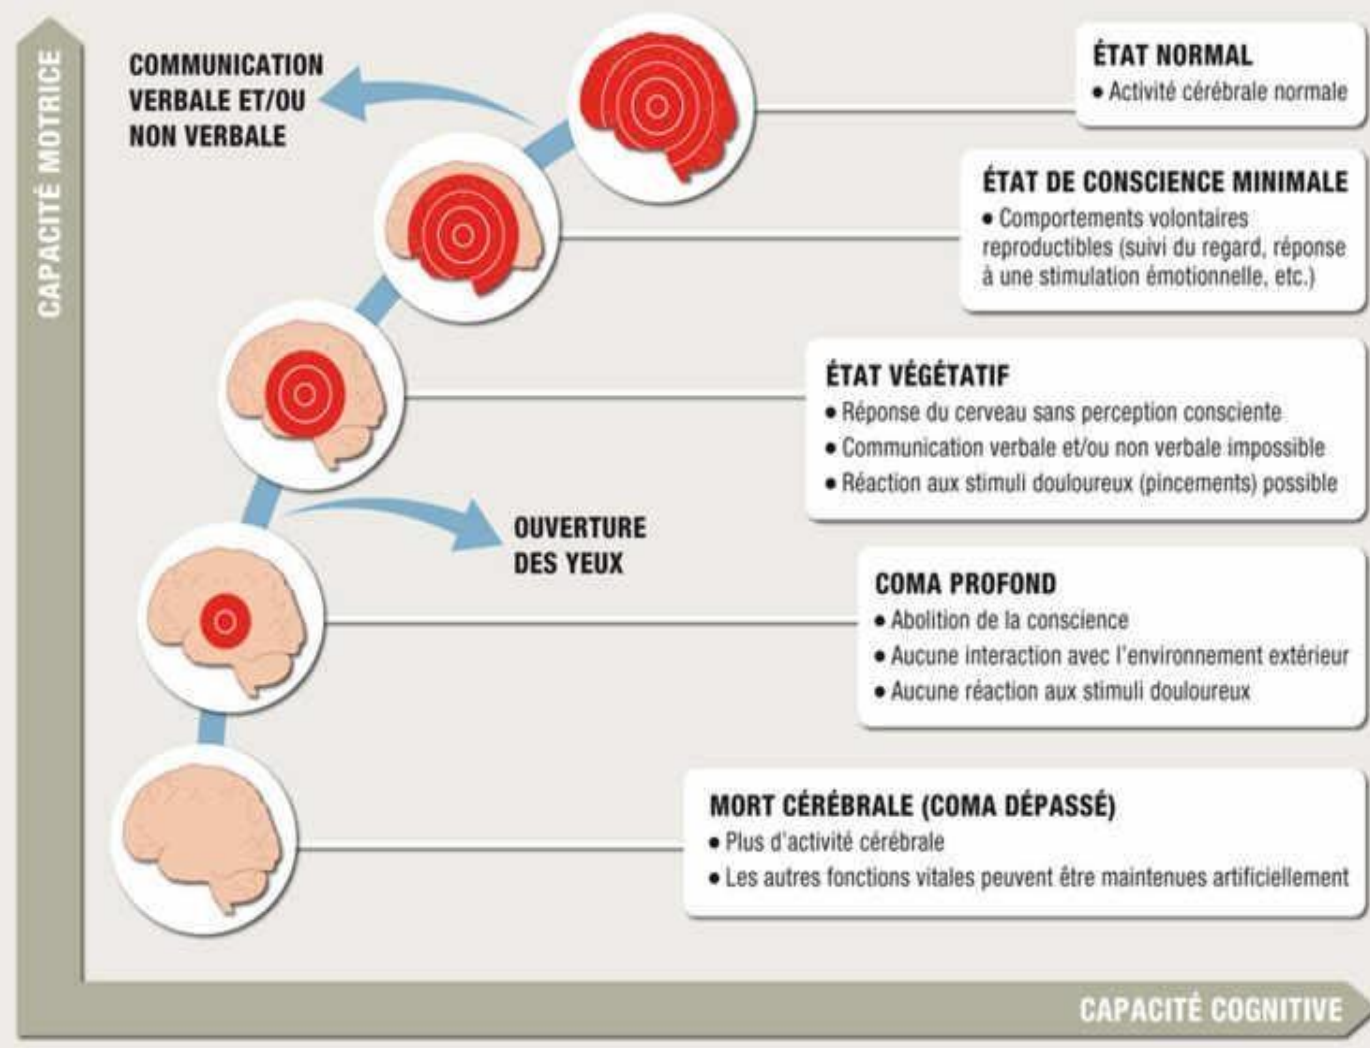 CAPACITÉ MOTRICE
COMMUNICATION
VERBALE ET/OU
NON VERBALE
ÉTAT NORMAL
• Activité cérébrale normale
ÉTAT DE CONSCIENCE MINIMALE
• Comportements volontaires
reproductibles (suivi du regard, réponse
à une stimulation émotionnelle, etc.)
ÉTAT VÉGÉTATIF
• Réponse du cerveau sans perception consciente
• Communication verbale et/ou non verbale impossible
• Réaction aux stimuli douloureux (pincements) possible
OUVERTURE
DES YEUX
COMA PROFOND
• Abolition de la conscience
• Aucune interaction avec l'environnement extérieur
• Aucune réaction aux stimuli douloureux
MORT CÉRÉBRALE (COMA DÉPASSÉ)
• Plus d'activité cérébrale
• Les autres fonctions vitales peuvent être maintenues artificiellement
CAPACITÉ COGNITIVE